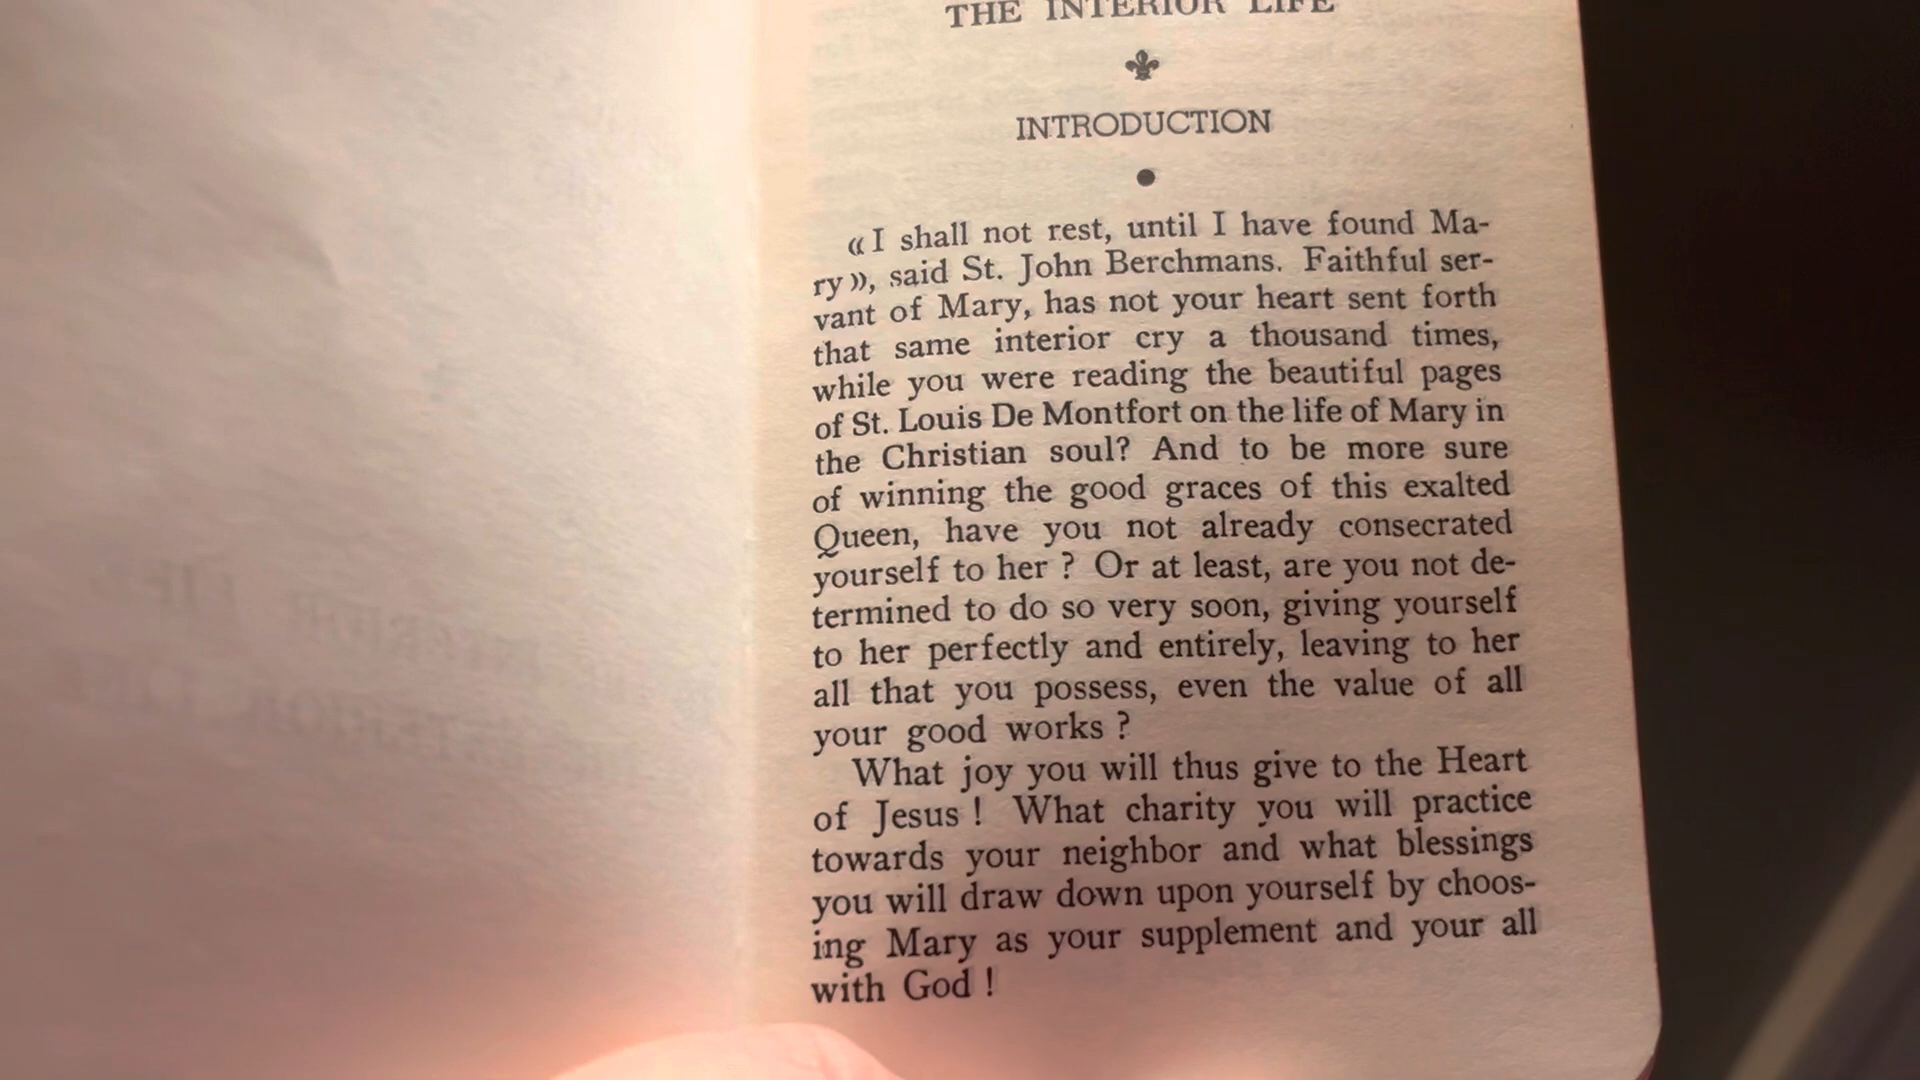 THE INTERIOR LIFE
INTRODUCTION
« I shall not rest, until I have found Ma-
ry », said St. John Berchmans. Faithful ser-
vant of Mary, has not your heart sent forth
that same interior cry a thousand times,
while you were reading the beautiful pages
of St. Louis De Montfort on the life of Mary in
the Christian soul? And to be more sure
of winning the good graces of this exalted
Queen, have you not already consecrated
yourself to her ? Or at least, are you not de-
termined to do so very soon, giving yourself
to her perfectly and entirely, leaving to her
all that you possess, even the value of all
your good works ?
What joy you will thus give to the Heart
of Jesus ! What charity you will practice
towards your neighbor and what blessings
you will draw down upon yourself by choos-
ing Mary as your supplement and your all
with God !